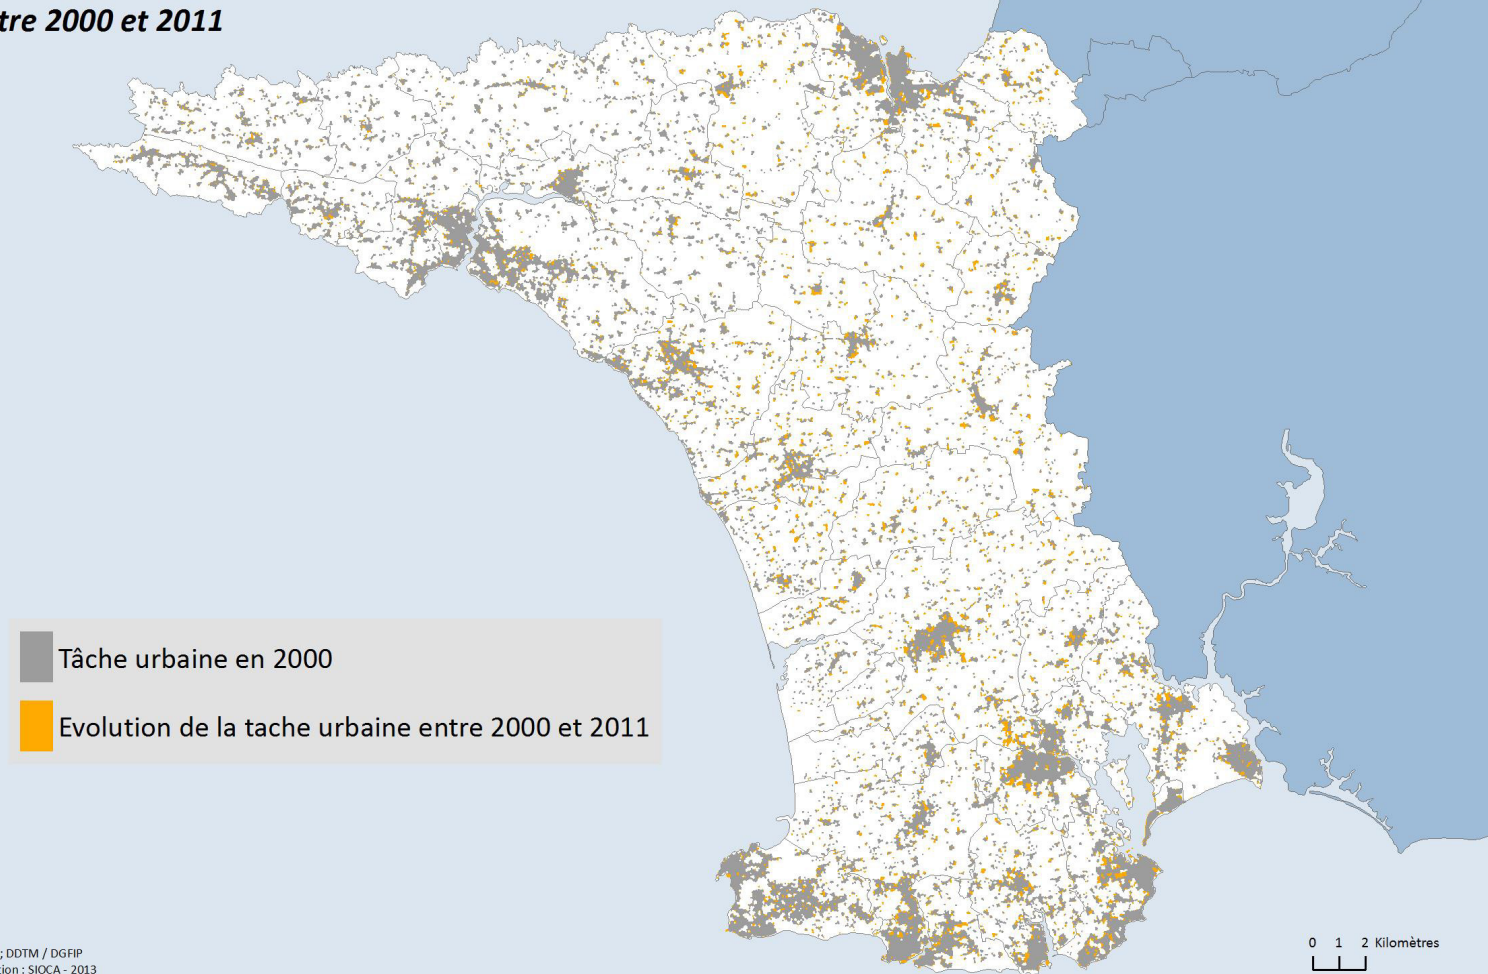 tre 2000 et 2011
Tâche urbaine en 2000
Evolution de la tache urbaine entre 2000 et 2011
; DDTM / DGFIP
tion : SIOCA - 2013
0 1 2 Kilomètres